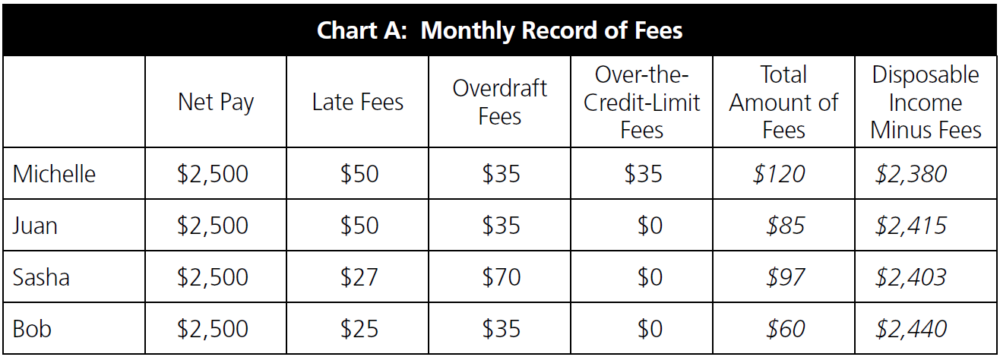 Chart A: Monthly Record of Fees
Net Pay
Late Fees
Overdraft
Fees
Over-the-
Credit-Limit
Fees
Total
Amount of
Fees
Disposable
Income
Minus Fees
Michelle $2,500 $50 $35 $35 $120 $2,380
Juan $2,500 $50 $35 $0 $85 $2,415
Sasha $2,500 $27 $70 $0 $97 $2,403
Bob $2,500 $25 $35 $0 $60 $2,440